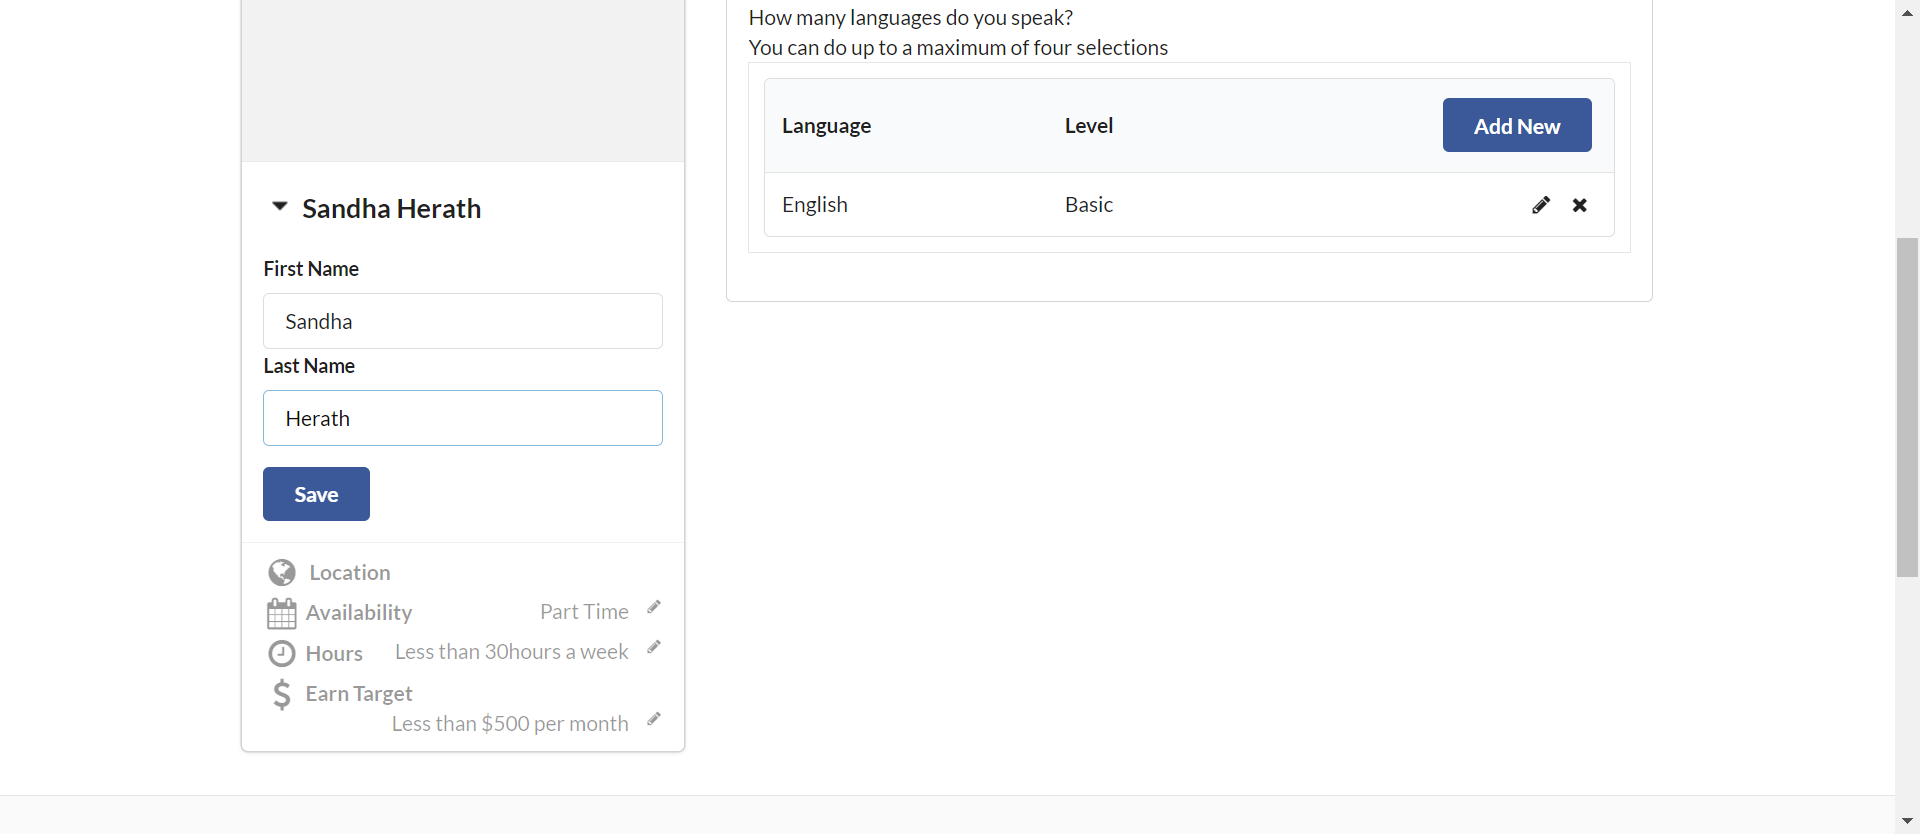 How many languages do you speak?
You can do up to a maximum of four selections
Language Level Add New
English Basic
Sandha Herath
First Name
Sandha
Last Name
Herath
Save
Location
Availability Part Time
Hours Less than 30hours a week
Earn Target
Less than $500 per month